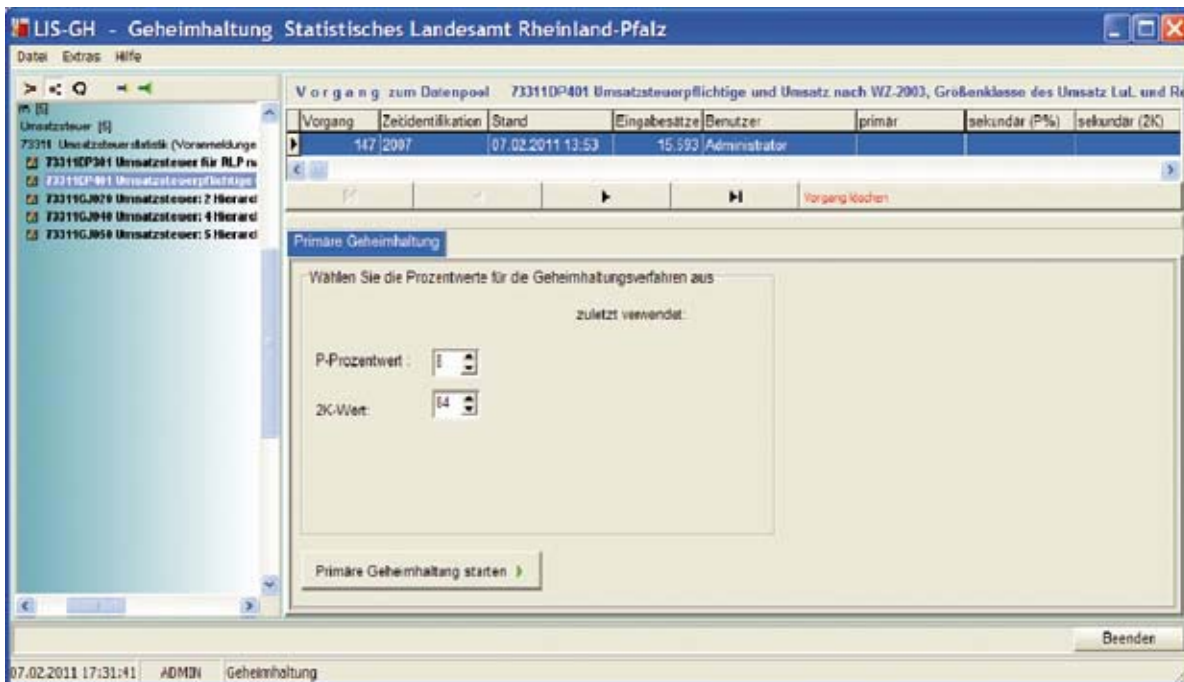 LIS-GH - Geheimhaltung Statistisches Landesamt Rheinland-Pfalz
Datei Extras Hilfe
Umsatzsteuer [5]
73311 Umsatzsteuerstatistik (Voranmeldunge
73311DP301 Umsatzsteuer für RLP n
73311DP401 Umsatzsteuerpflichtige
73311GJ020 Umsatzsteuer: 2 Hierarcl
73311GJ040 Umsatzsteuer: 4 Hierarcl
73311GJ050 Umsatzsteuer: 5 Hierarcl
Vorgang zum Datenpool 73311DP401 Umsatzsteuerpflichtige und Umsatz nach WZ-2003, Größenklasse des Umsatz LuL und Re
Vorgang Zeitidentifikation Stand Eingabesätze Benutzer primär sekundär (P%) sekundär (2K)
147 2007 07.02.2011 13:53 15.593 Administrator
Vorgang löschen
Primäre Geheimhaltung
Wählen Sie die Prozentwerte für die Geheimhaltungsverfahren aus
zuletzt verwendet:
P-Prozentwert :
2K-Wert:
Primäre Geheimhaltung starten
Beenden
07.02.2011 17:31:41 ADMIN Geheimhaltung